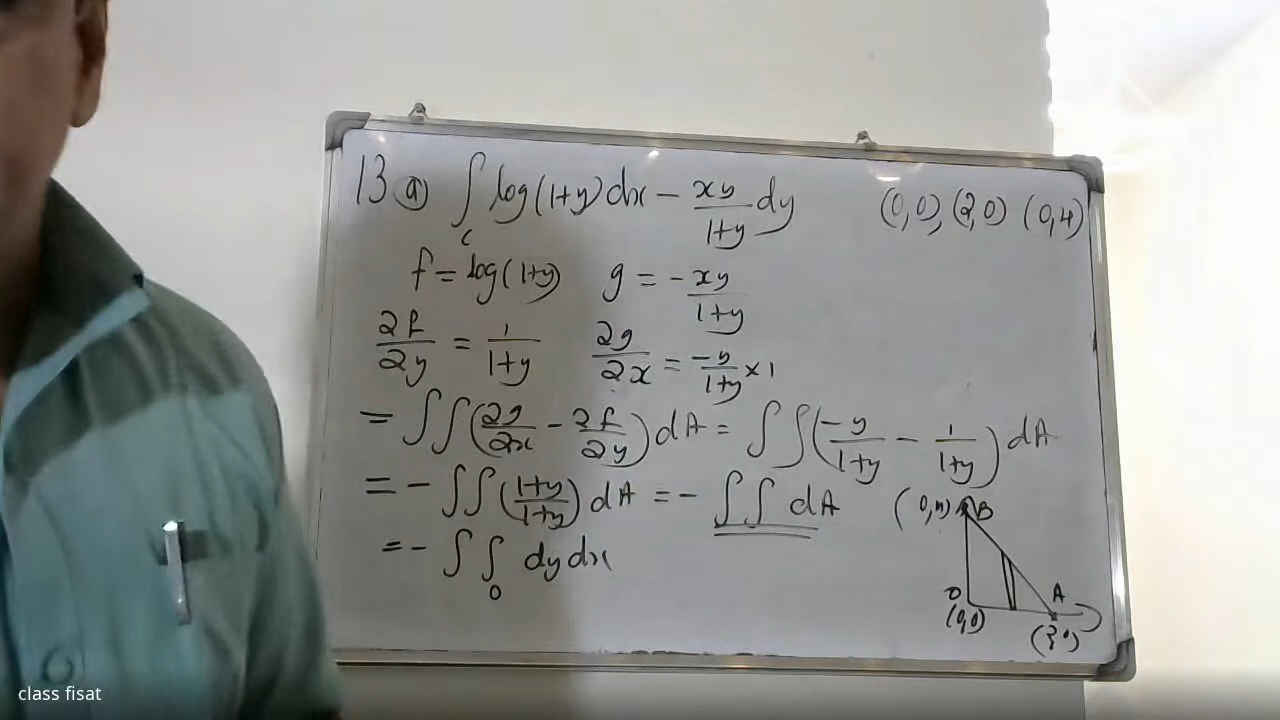 13 (a) ∫c log(1+y)dx - xy/1+y dy (0,0), (2,0) (0,4)
f = log(1+y) g = -xy/1+y
∂f/∂y = 1/1+y ∂g/∂x = -y/1+y × 1
= ∫∫(∂g/∂x - ∂f/∂y) dA = ∫∫(-y/1+y - 1/1+y) dA
= -∫∫(1+y/1+y) dA = -∫∫ dA
(0,4) B
= -∫∫0 dy dx
O A
(0,0) (2,0)
class fisat